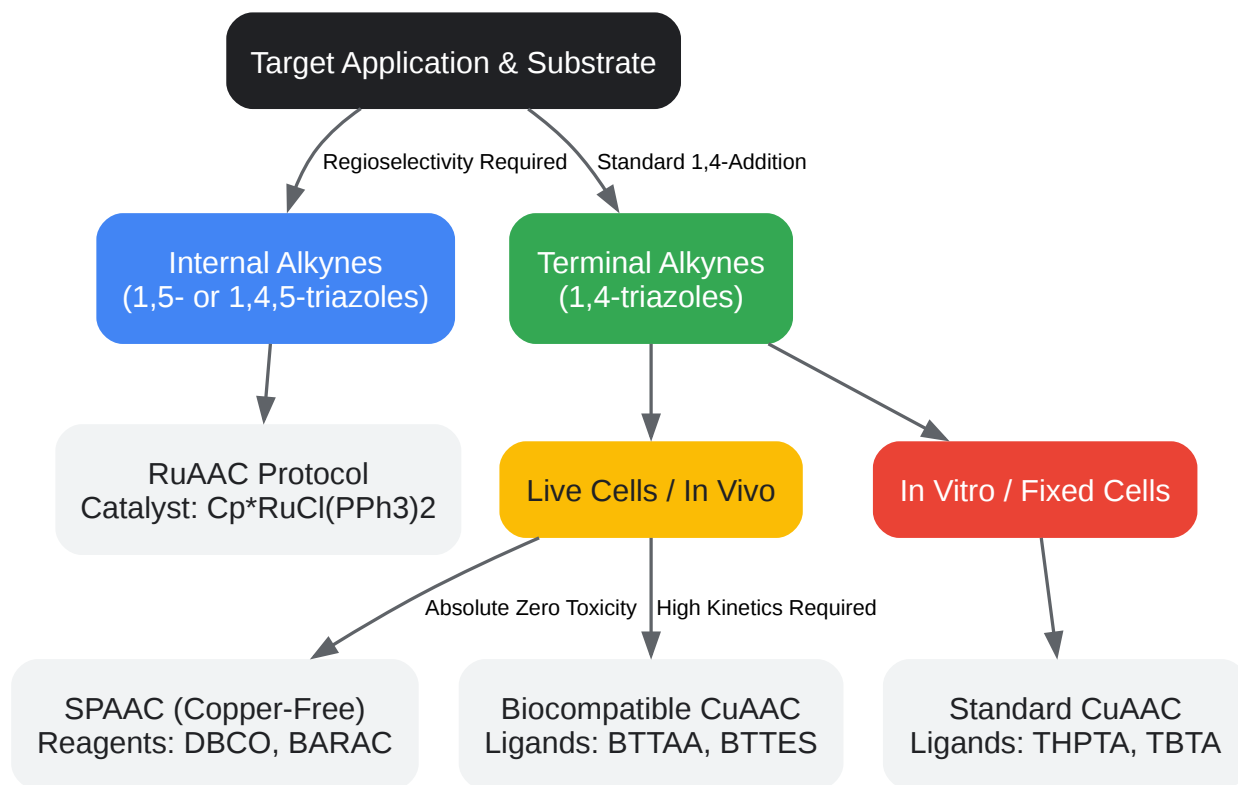 Target Application & Substrate
Regioselectivity Required
Standard 1,4-Addition
Internal Alkynes
(1,5- or 1,4,5-triazoles)
Terminal Alkynes
(1,4-triazoles)
RuAAC Protocol
Catalyst: Cp*RuCl(PPh3)2
Live Cells / In Vivo
In Vitro / Fixed Cells
Absolute Zero Toxicity
High Kinetics Required
SPAAC (Copper-Free)
Reagents: DBCO, BARAC
Biocompatible CuAAC
Ligands: BTTAA, BTTES
Standard CuAAC
Ligands: THPTA, TBTA